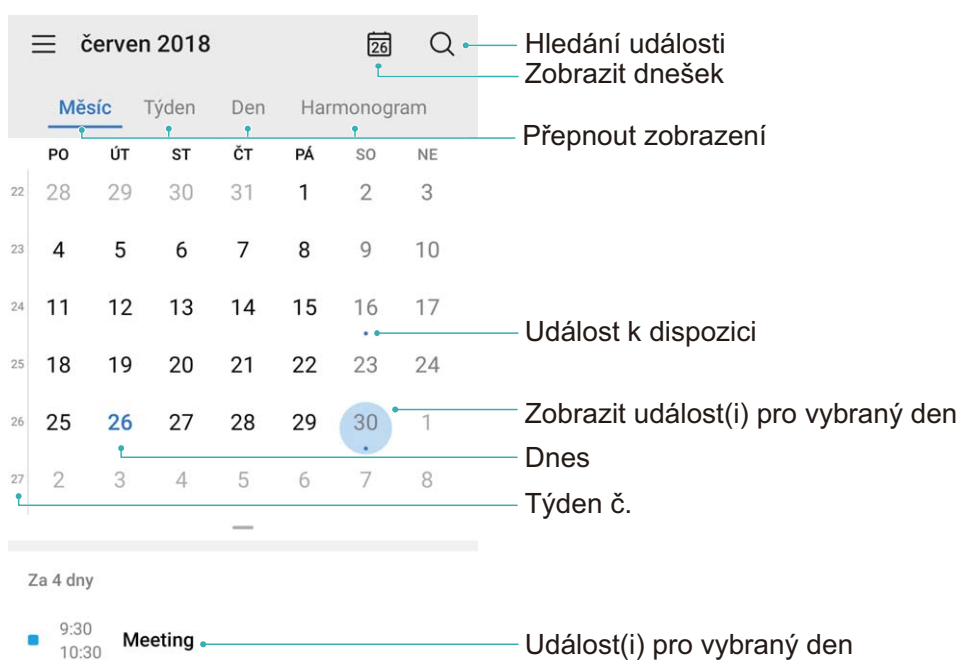 červen 2018
26
Hledání události
Zobrazit dnešek
Měsíc Týden Den Harmonogram
Přepnout zobrazení
PO ÚT ST ČT PÁ SO NE
22 28 29 30 31 1 2 3
23 4 5 6 7 8 9 10
24 11 12 13 14 15 16 17
Událost k dispozici
25 18 19 20 21 22 23 24
26 25 26 27 28 29 30 1
Zobrazit událost(i) pro vybraný den
Dnes
27 2 3 4 5 6 7 8
Týden č.
Za 4 dny
9:30
10:30
Meeting
Událost(i) pro vybraný den